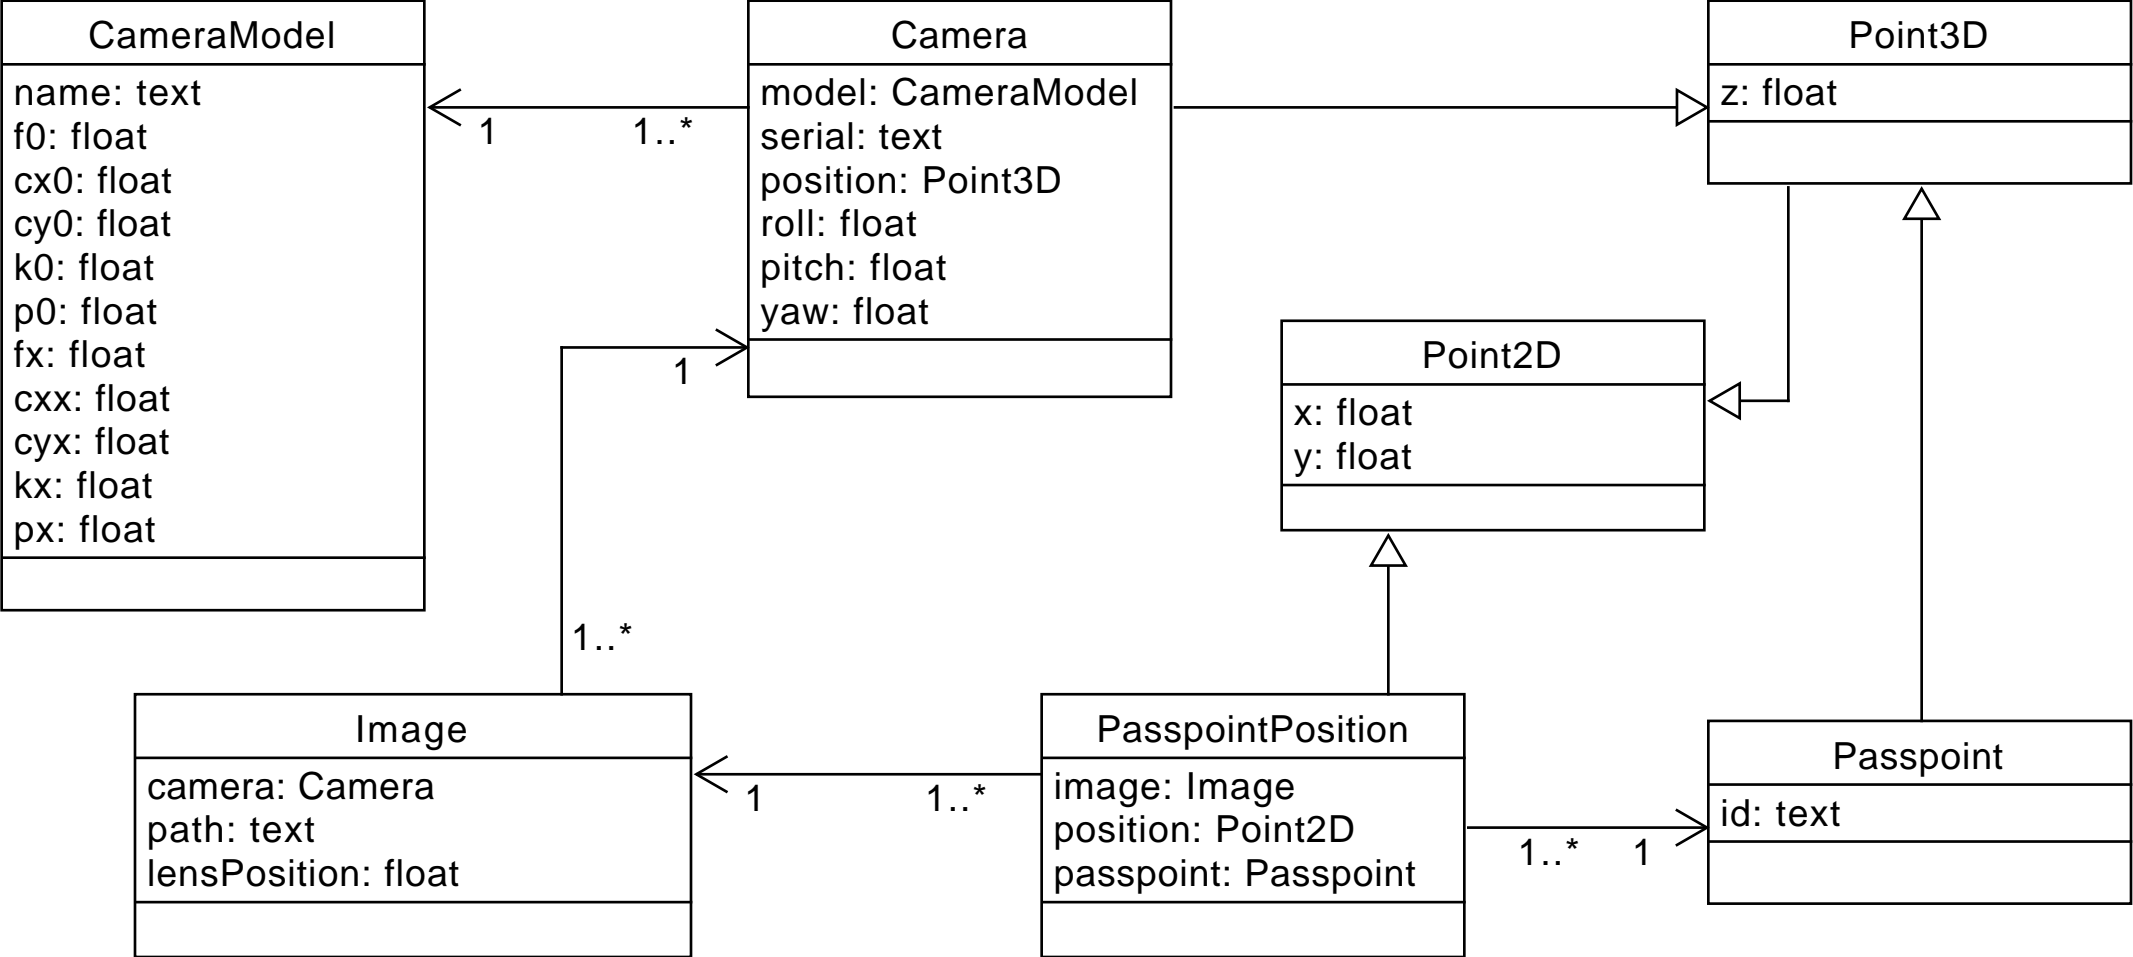 CameraModel
name: text
f0: float
cx0: float
cy0: float
k0: float
p0: float
fx: float
cxx: float
cyx: float
kx: float
px: float
1
1..*
Camera
model: CameraModel
serial: text
position: Point3D
roll: float
pitch: float
yaw: float
Point3D
z: float
1
1..*
Point2D
x: float
y: float
Image
camera: Camera
path: text
lensPosition: float
1
1..*
PasspointPosition
image: Image
position: Point2D
passpoint: Passpoint
1..*
1
Passpoint
id: text